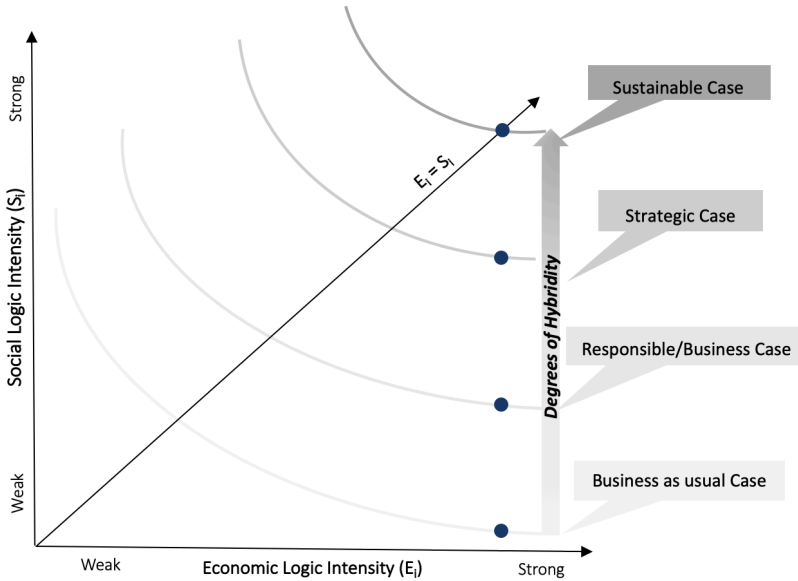 Strong
Social Logic Intensity (Si)
Weak
Ei = Si
Sustainable Case
Strategic Case
Degrees of Hybridity
Responsible/Business Case
Business as usual Case
Weak
Economic Logic Intensity (Ei)
Strong